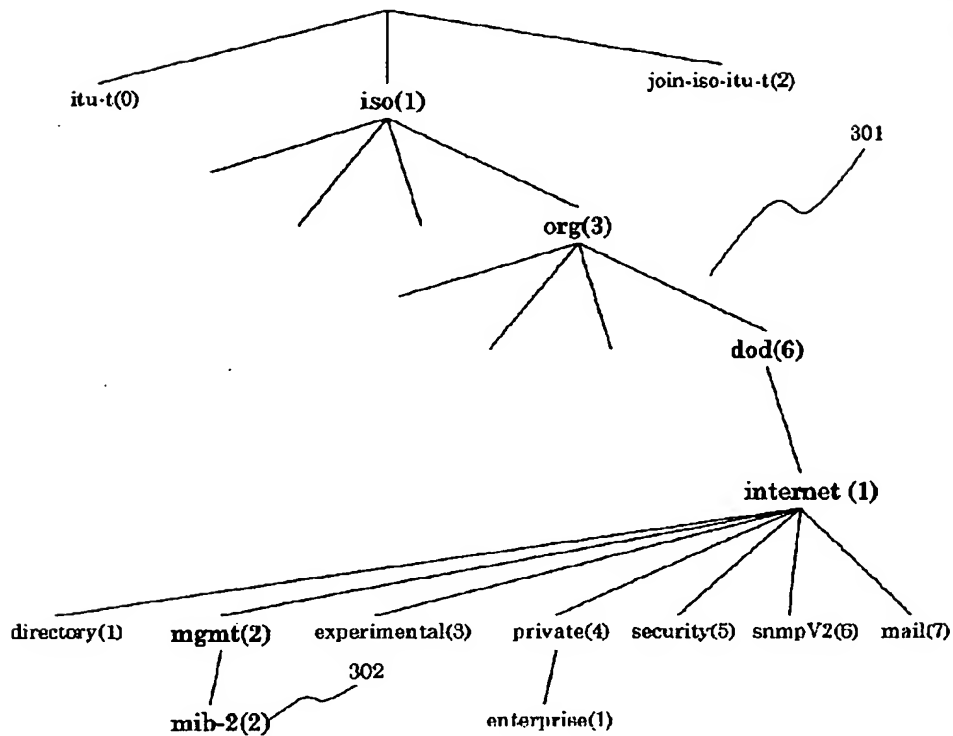 itu-t(0)
iso(1)
join-iso-itu-t(2)
301
org(3)
dod(6)
internet (1)
directory(1)
mgmt(2)
experimental(3)
private(4)
security(5)
snmpV2(6)
mail(7)
302
mib-2(2)
enterprise(1)